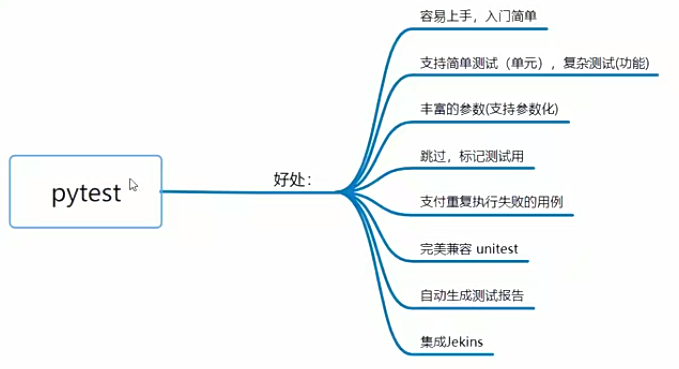 pytest
好处：
容易上手，入门简单
支持简单测试（单元），复杂测试(功能)
丰富的参数(支持参数化)
跳过，标记测试用
支付重复执行失败的用例
完美兼容 unitest
自动生成测试报告
集成Jekins